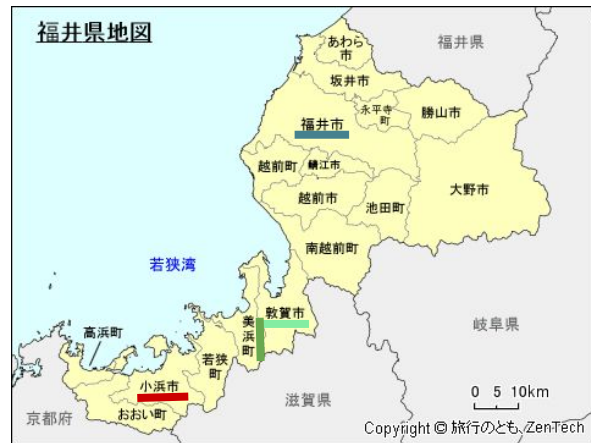 福井県地図
福井県
あわら
市
坂井市
永平寺
町
勝山市
福井市
越前町
鯖江市
大野市
越前市
池田町
南越前町
若狭湾
敦賀市
美
浜
町
岐阜県
高浜町
若
狭
町
小浜市
おおい町
京都府
滋賀県
0 5 10km
Copyright © 旅行のとも、ZenTech